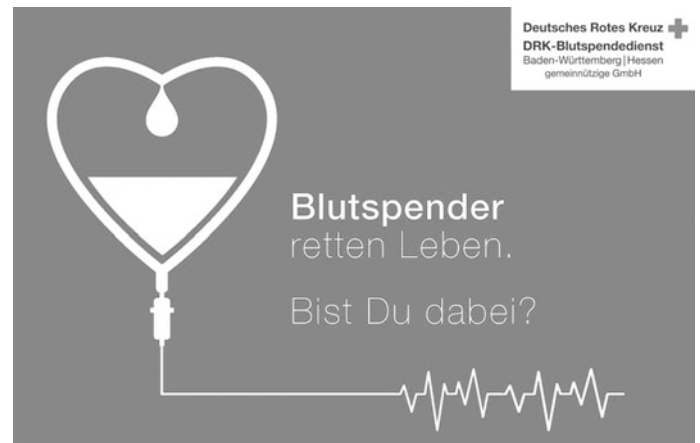 Deutsches Rotes Kreuz
DRK-Blutspendedienst
Baden-Württemberg|Hessen
gemeinnützige GmbH
Blutspender
retten Leben.
Bist Du dabei?